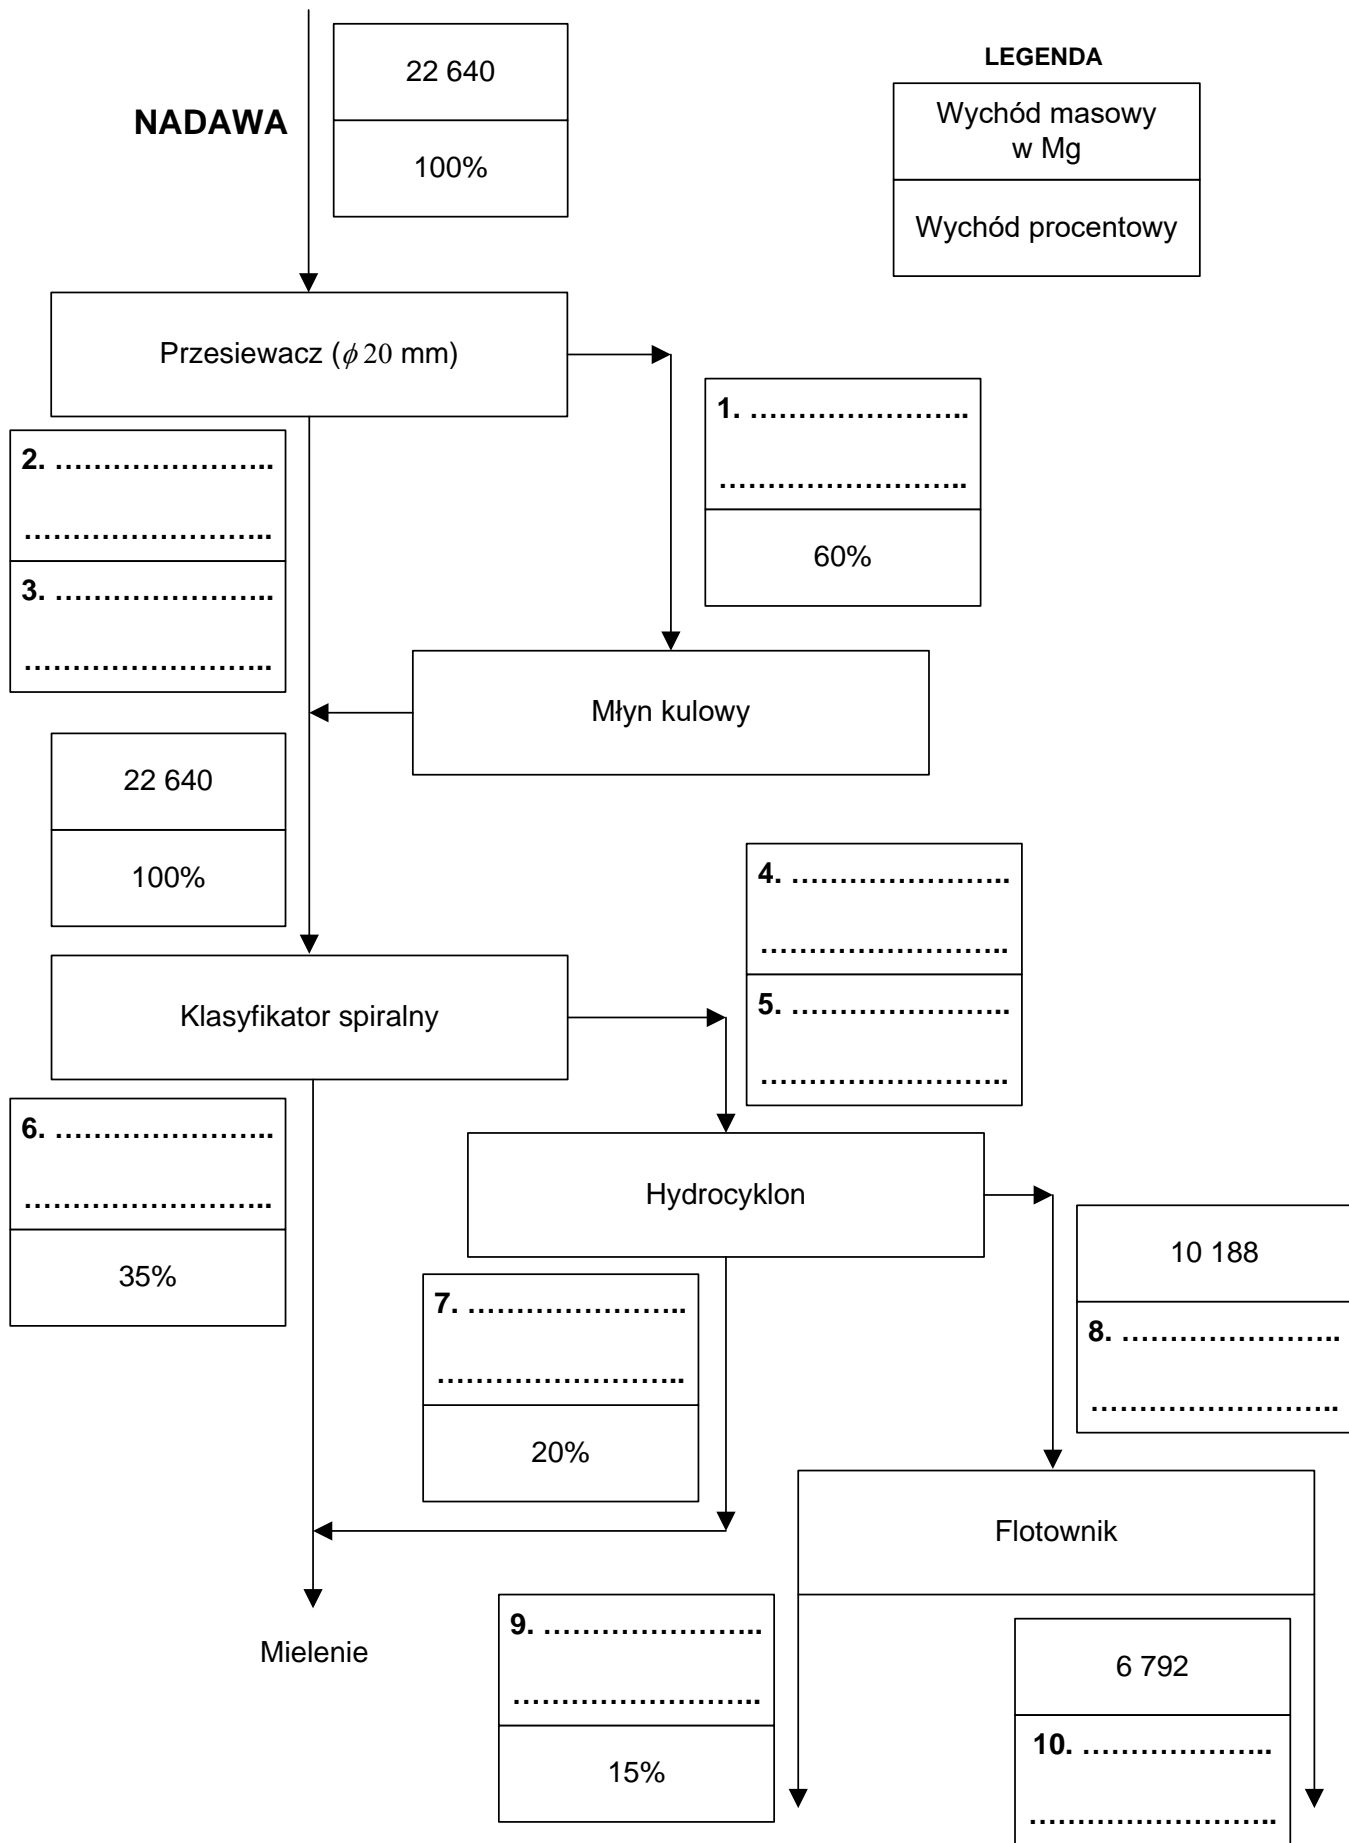 22 640
LEGENDA
NADAWA
100%
Wychód masowy
w Mg
Wychód procentowy
Przesiewacz (ϕ 20 mm)
1. ........................
............................
60%
2. ........................
............................
3. ........................
............................
Młyn kulowy
22 640
100%
4. ........................
............................
5. ........................
............................
Klasyfikator spiralny
6. ........................
............................
35%
Hydrocyklon
10 188
8. ........................
............................
7. ........................
............................
20%
Flotownik
Mielenie
9. ........................
............................
15%
6 792
10. ......................
............................